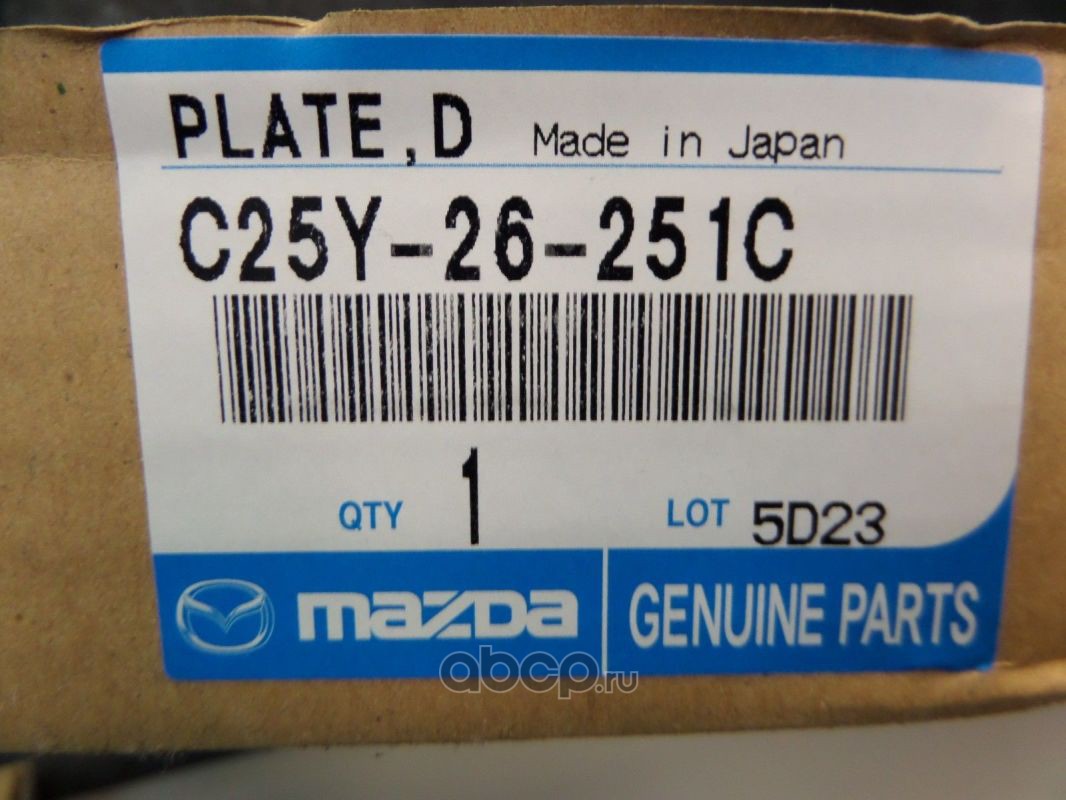 PLATE,D Made in Japan
C25Y-26-251C
QTY 1 LOT 5D23
mazda GENUINE PARTS
abcp.ru